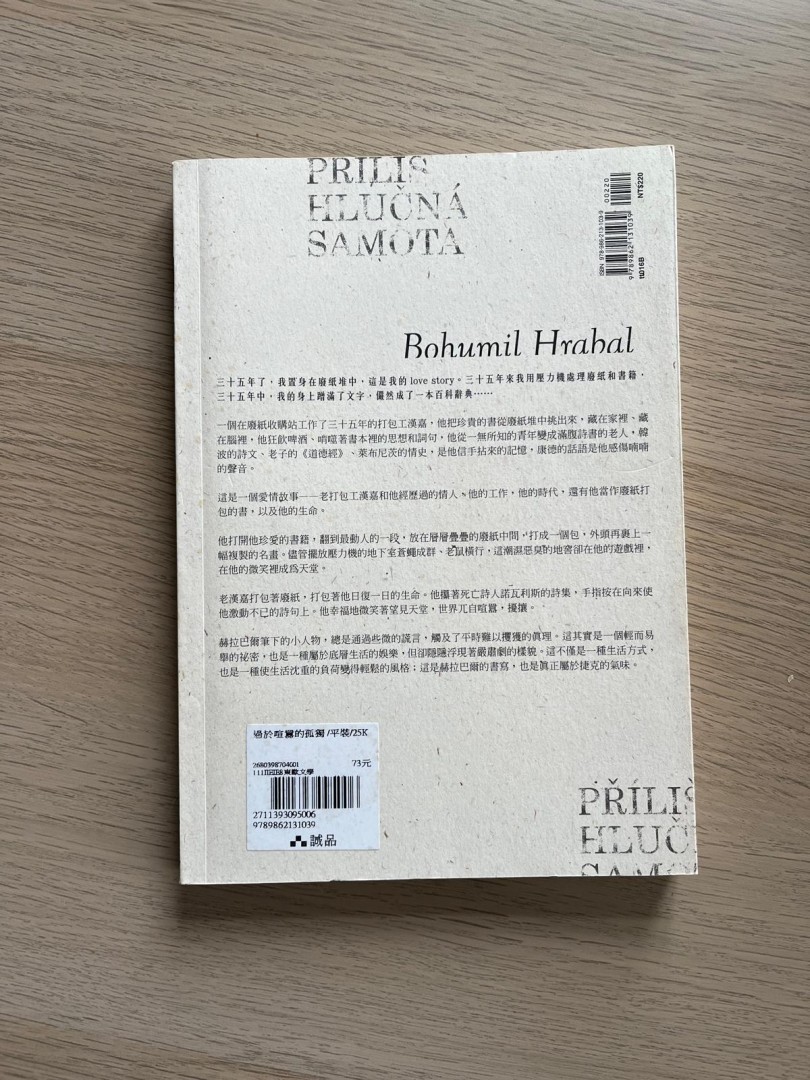 PŘÍLIŠ
HLUČNÁ
SAMOTA
ISBN 978-986-213-103-9
00220
9 789862 131039
NT$220
Bohumil Hrabal
三十五年了，我置身在廢紙堆中，這是我的 love story。三十五年來我用壓力機處理廢紙和書籍，
三十五年中，我的身上蹭滿了文字，儼然成了一本百科辭典……
一個在廢紙收購站工作了三十五年的打包工漢嘉，他把珍貴的書從廢紙堆中挑出來，藏在家裡、藏
在腦裡，他狂飲啤酒、啃噬著書本裡的思想和詞句，他從一無所知的青年變成滿腹詩書的老人，韓
波的詩文、老子的《道德經》、萊布尼茨的情史，是他信手拈來的記憶，康德的話語是他感傷喃喃
的聲音。
這是一個愛情故事——老打包工漢嘉和他經歷過的情人、他的工作，他的時代，還有他當作廢紙打
包的書，以及他的生命。
他打開他珍愛的書籍，翻到最動人的一段，放在層層疊疊的廢紙中間，打成一個包，外頭再裹上一
幅複製的名畫。儘管擺放壓力機的地下室蒼蠅成群、老鼠橫行，這潮濕惡臭的地窖卻在他的遊戲裡，
在他的微笑裡成為天堂。
老漢嘉打包著廢紙，打包著他日復一日的生命。他攥著死亡詩人諾瓦利斯的詩集，手指按在向來使
他激動不已的詩句上。他幸福地微笑著望見天堂，世界兀自喧囂，擾攘。
赫拉巴爾筆下的小人物，總是通過些微的謊言，觸及了平時難以攫獲的真理。這其實是一個輕而易
舉的祕密，也是一種屬於底層生活的娛樂，但卻隱隱浮現著嚴肅劇的樣貌。這不僅是一種生活方式，
也是一種使生活沈重的負荷變得輕鬆的風格；這是赫拉巴爾的書寫，也是真正屬於捷克的氣味。
過於喧囂的孤獨/平裝/25K
2680398704001
73元
東歐文學
2711393095006
9789862131039
誠品
PŘÍLIŠ
HLUČ
SAMO